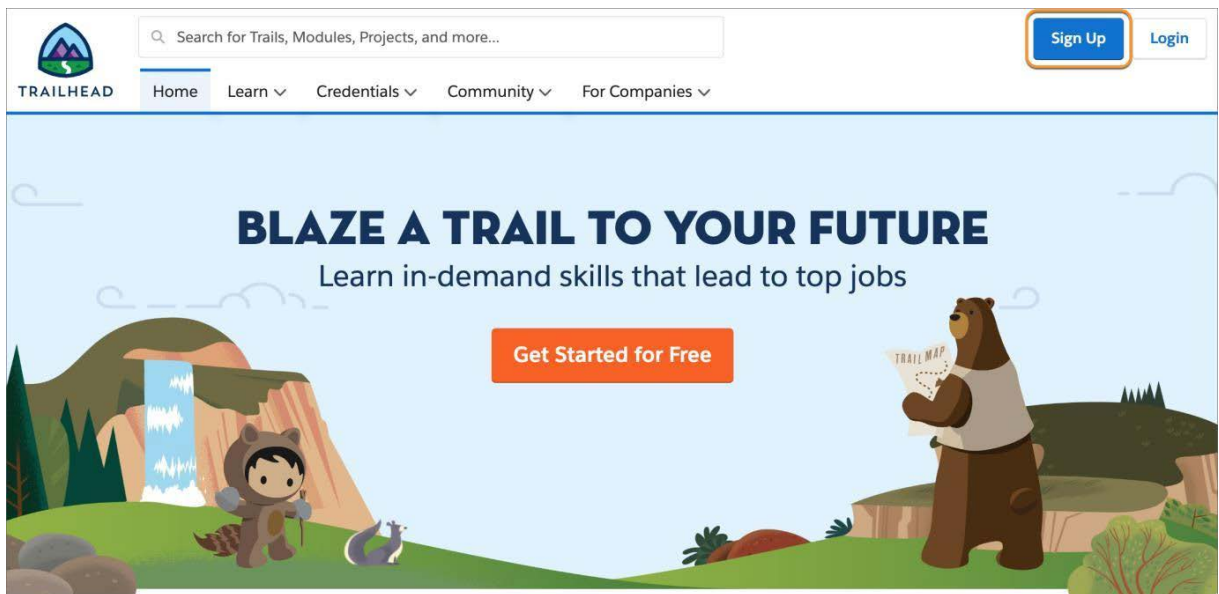 Search for Trails, Modules, Projects, and more...
Sign Up
Login
TRAILHEAD
Home
Learn
Credentials
Community
For Companies
BLAZE A TRAIL TO YOUR FUTURE
Learn in-demand skills that lead to top jobs
Get Started for Free
TRAIL MAP